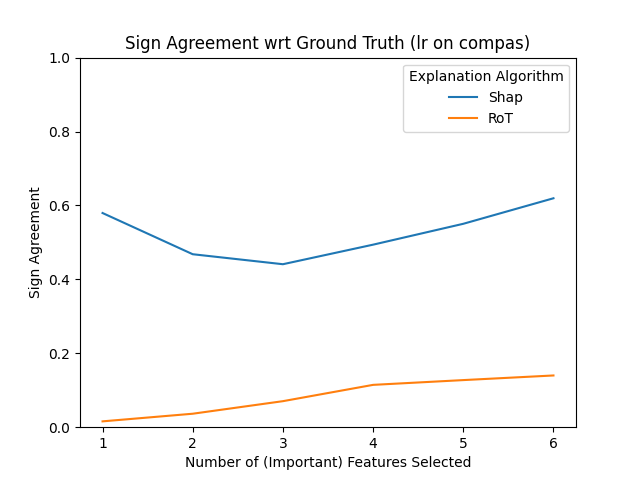 Sign Agreement wrt Ground Truth (lr on compas)
Explanation Algorithm
Shap
RoT
1.0
0.8
0.6
0.4
0.2
0.0
Sign Agreement
1 2 3 4 5 6
Number of (Important) Features Selected